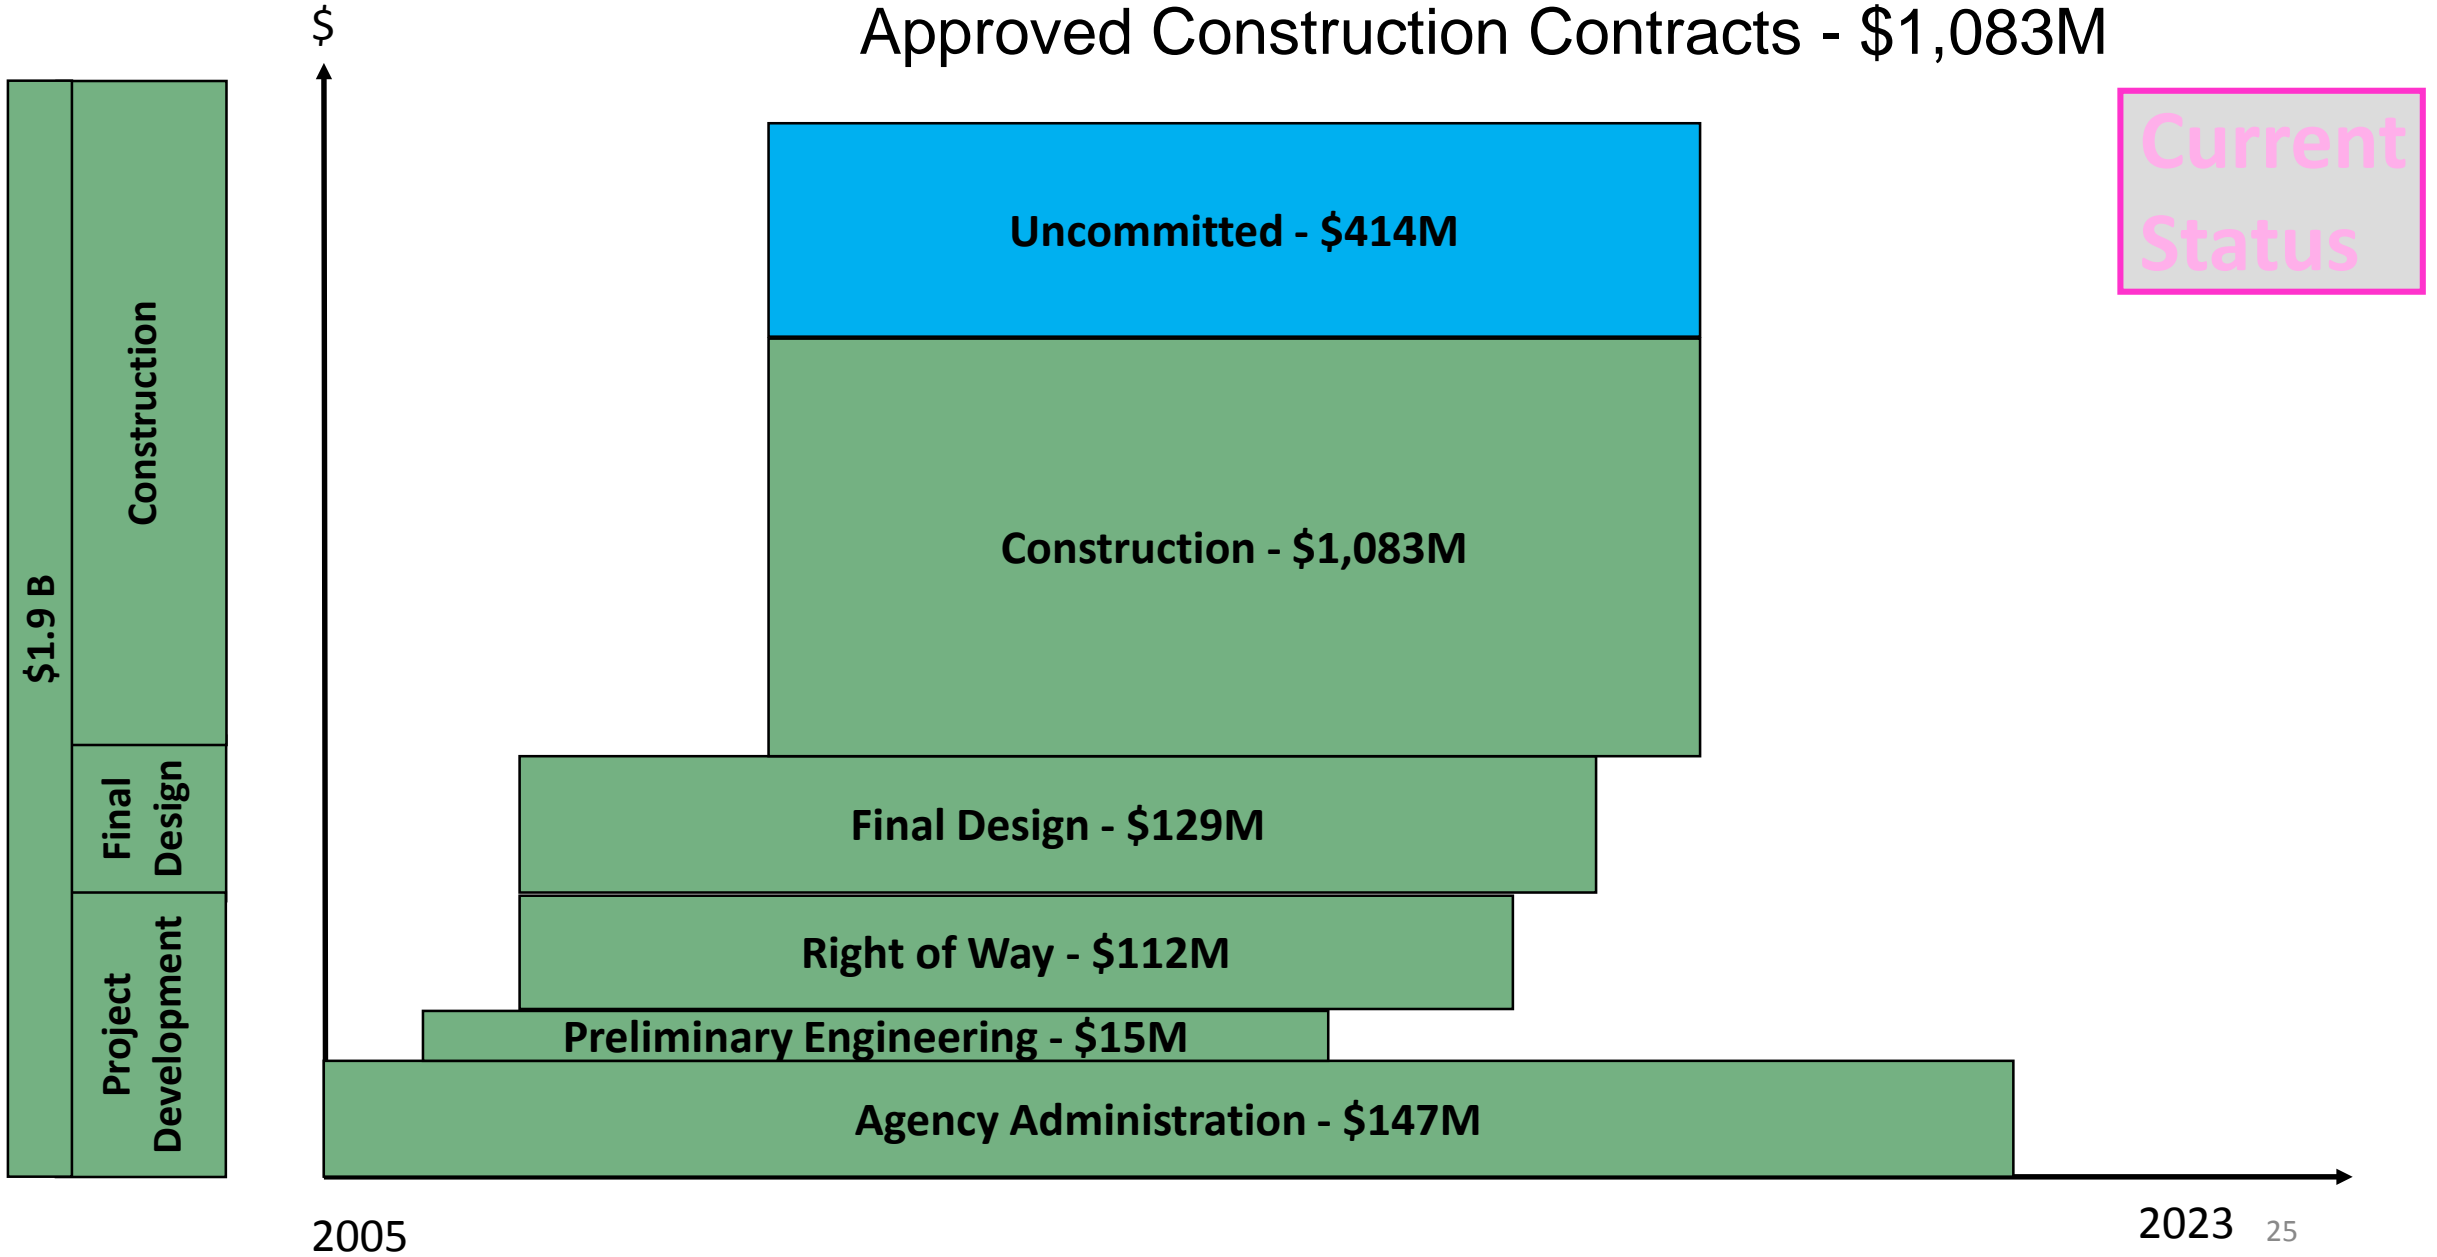 $
Approved Construction Contracts - $1,083M
Current
Status
Uncommitted - $414M
Construction
Construction - $1,083M
$1.9 B
Final
Design
Final Design - $129M
Project
Development
Right of Way - $112M
Preliminary Engineering - $15M
Agency Administration - $147M
2005
2023
25